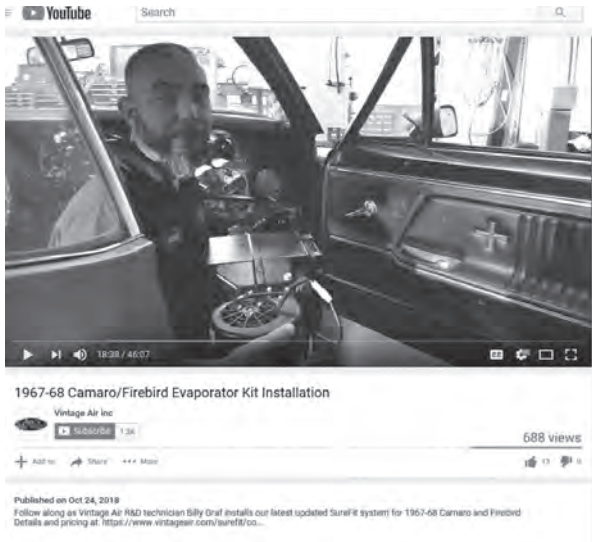 YouTube
Search
18:38 / 46:07
1967-68 Camaro/Firebird Evaporator Kit Installation
Vintage Air inc
Subscribe
688 views
Add to Share More
13 0
Published on Oct 24, 2018
Follow along as Vintage Air R&D technician Billy Graf installs our latest updated SureFit system for 1967-68 Camaro and Firebird
Details and pricing at: https://www.vintageair.com/surefit/co...